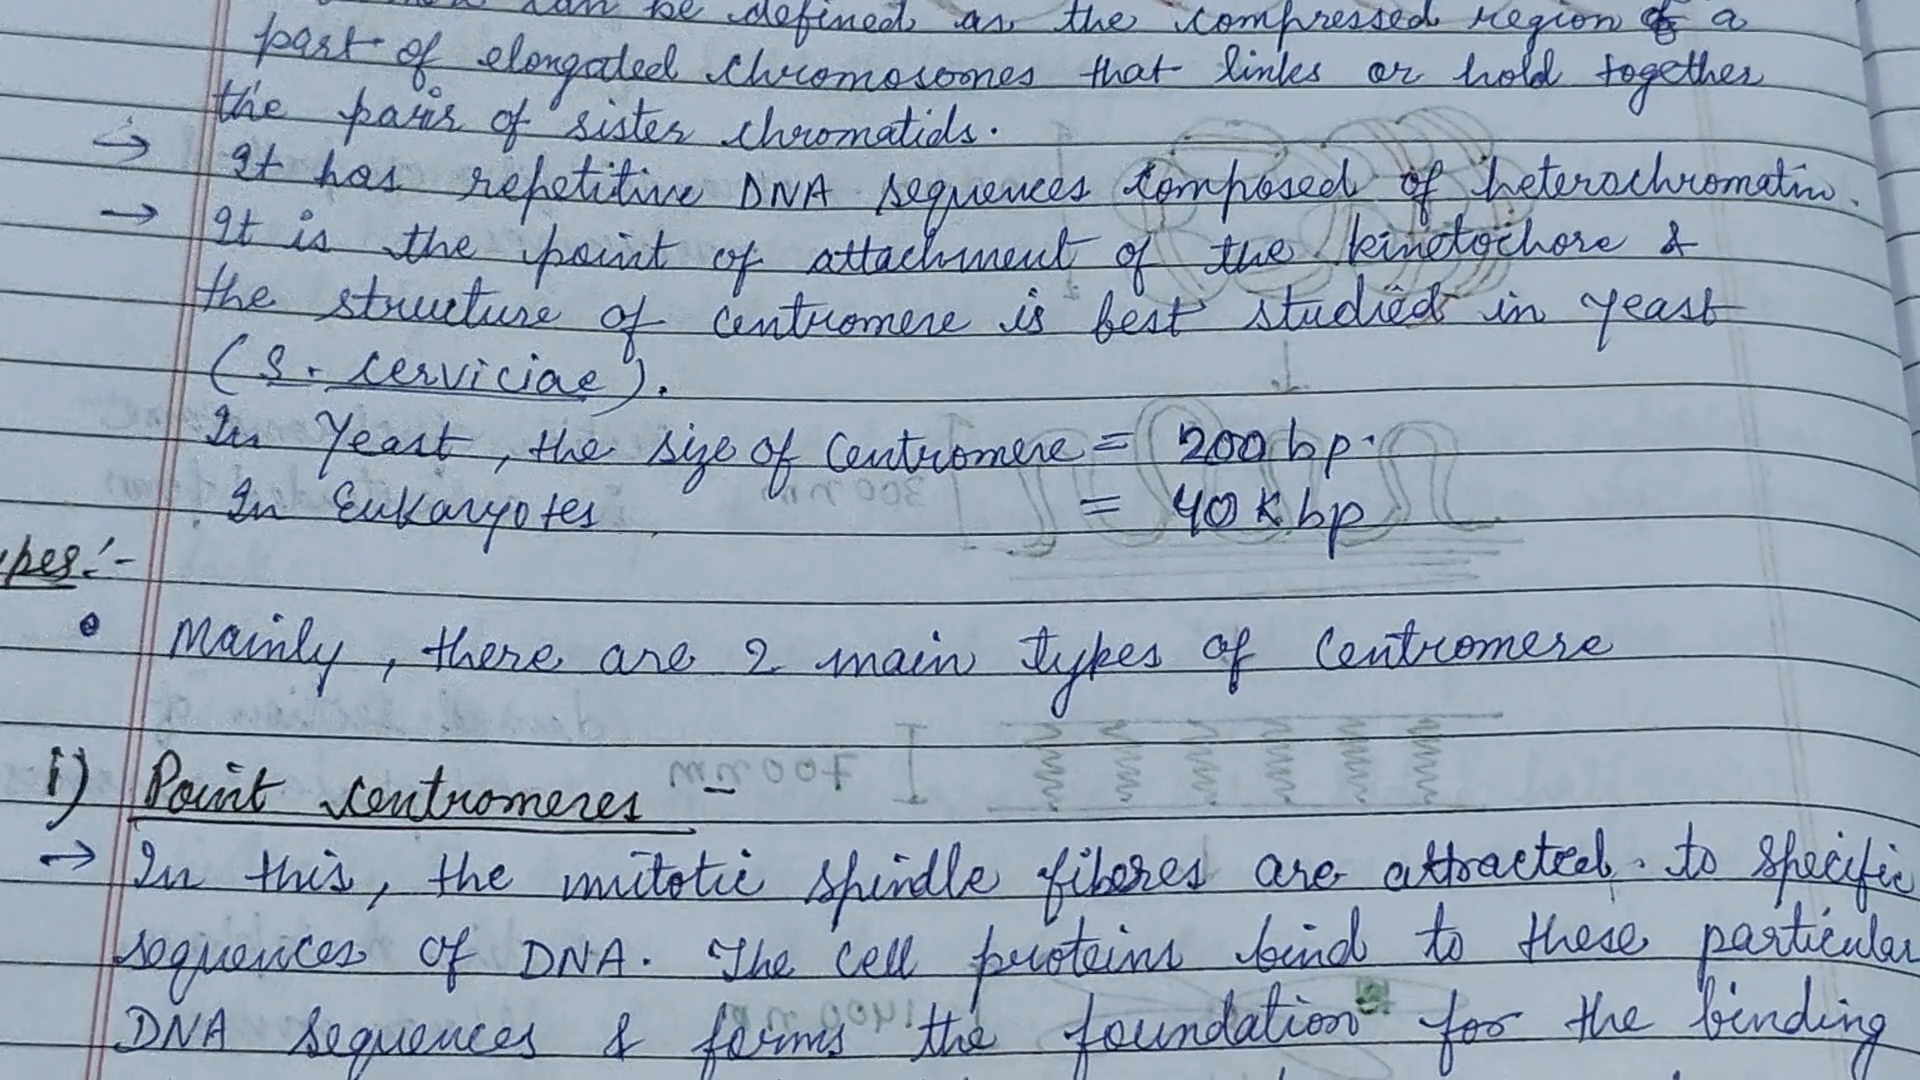 can be defined as the compressed region of a
part of elongated chromosomes that links or hold together
the pairs of sister chromatids.
→ It has repetitive DNA sequences composed of heterochromatin.
→ It is the point of attachment of the kinetochore &
the structure of centromere is best studied in yeast
(S. cerviciae).
In Yeast, the size of Centromere = 200 bp.
In Eukaryotes = 40 K bp
ypes:-
• Mainly, there are 2 main types of Centromere
i) Point centromeres -
→ In this, the mitotic spindle fiberes are attracted to specific
sequences of DNA. The cell proteins bind to these particular
DNA sequences & forms the foundation for the binding